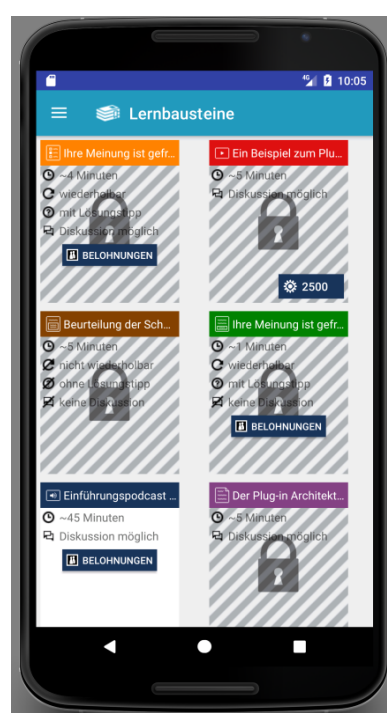 4G 10:05
Lernbausteine
Ihre Meinung ist gefr...
~4 Minuten
wiederholbar
mit Lösungstipp
Diskussion möglich
BELOHNUNGEN
Ein Beispiel zum Plu...
~5 Minuten
Diskussion möglich
2500
Beurteilung der Sch...
~5 Minuten
nicht wiederholbar
ohne Lösungstipp
keine Diskussion
Ihre Meinung ist gefr...
~1 Minuten
wiederholbar
mit Lösungstipp
keine Diskussion
BELOHNUNGEN
Einführungspodcast ...
~45 Minuten
Diskussion möglich
BELOHNUNGEN
Der Plug-in Architekt...
~5 Minuten
Diskussion möglich